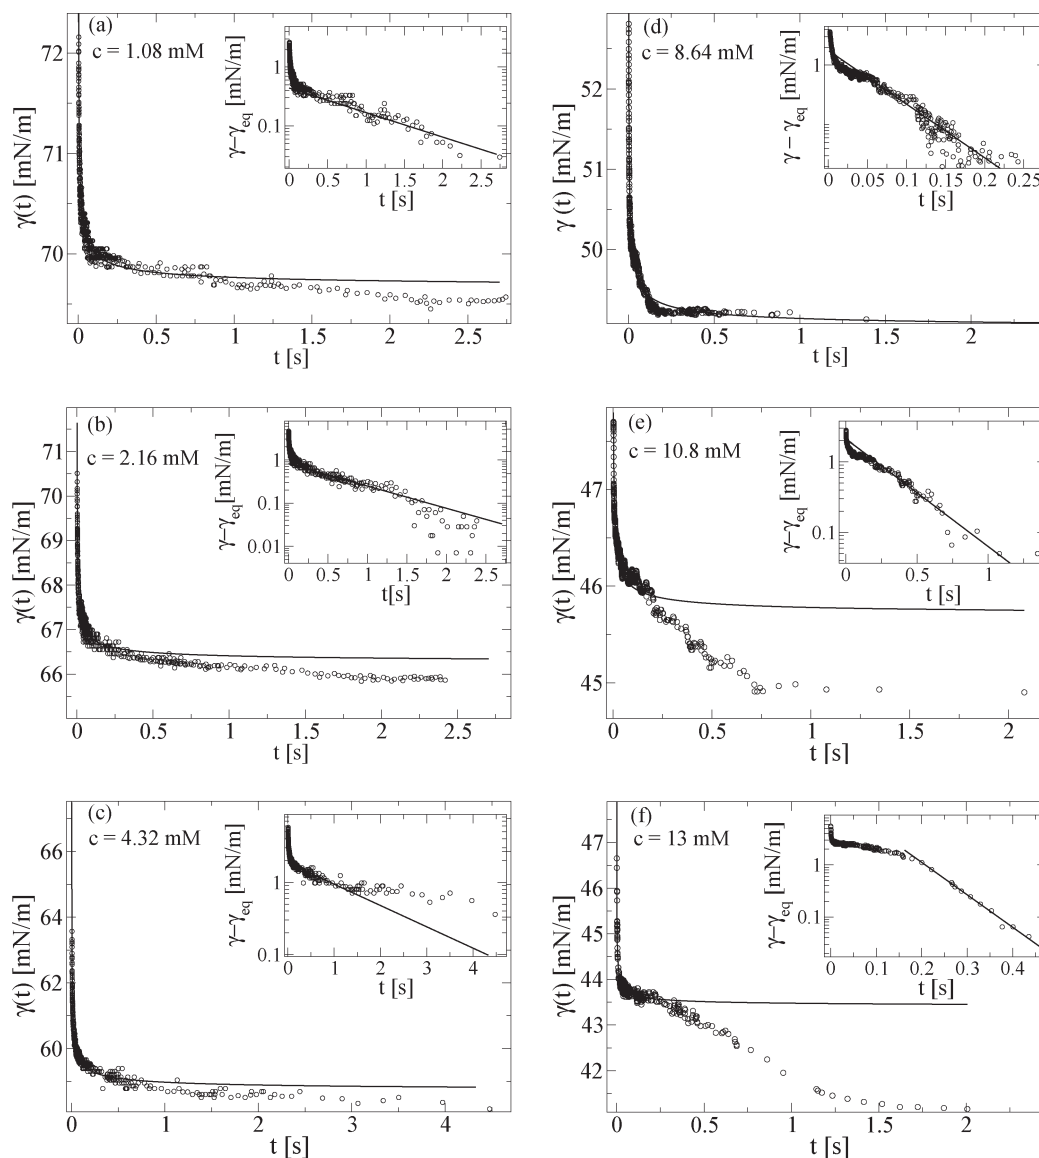 (a)
c = 1.08 mM
γ(t) [mN/m]
72
71
70
0 0.5 1 1.5 2 2.5
t [s]
γ−γeq [mN/m]
1
0.1
0 0.5 1 1.5 2 2.5
t [s]
(d)
c = 8.64 mM
γ (t) [mN/m]
52
51
50
0 0.5 1 1.5 2
t [s]
γ − γeq [mN/m]
1
0 0.05 0.1 0.15 0.2 0.25
t [s]
(b)
c = 2.16 mM
γ(t) [mN/m]
71
70
69
68
67
66
0 0.5 1 1.5 2 2.5
t [s]
γ−γeq[mN/m]
1
0.1
0.01
0 0.5 1 1.5 2 2.5
t [s]
(e)
c = 10.8 mM
γ(t) [mN/m]
47
46
45
0 0.5 1 1.5 2
t [s]
γ−γeq [mN/m]
1
0.1
0 0.5 1
t [s]
(c)
c = 4.32 mM
γ(t) [mN/m]
66
64
62
60
0 1 2 3 4
t [s]
γ−γeq [mN/m]
1
0.1
0 1 2 3 4
t [s]
(f)
c = 13 mM
γ(t) [mN/m]
47
46
45
44
43
42
0 0.5 1 1.5 2
t [s]
γ−γeq [mN/m]
1
0.1
0 0.1 0.2 0.3 0.4
t [s]